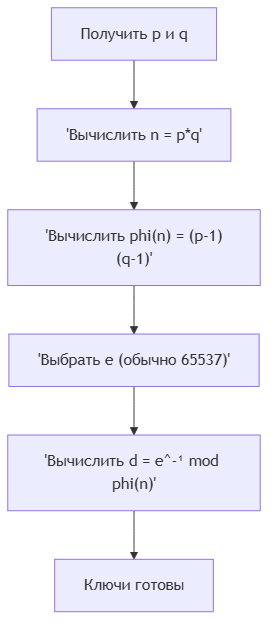 Получить p и q
'Вычислить n = p*q'
'Вычислить phi(n) = (p-1)
(q-1)'
'Выбрать e (обычно 65537)'
'Вычислить d = e^-¹ mod
phi(n)'
Ключи готовы